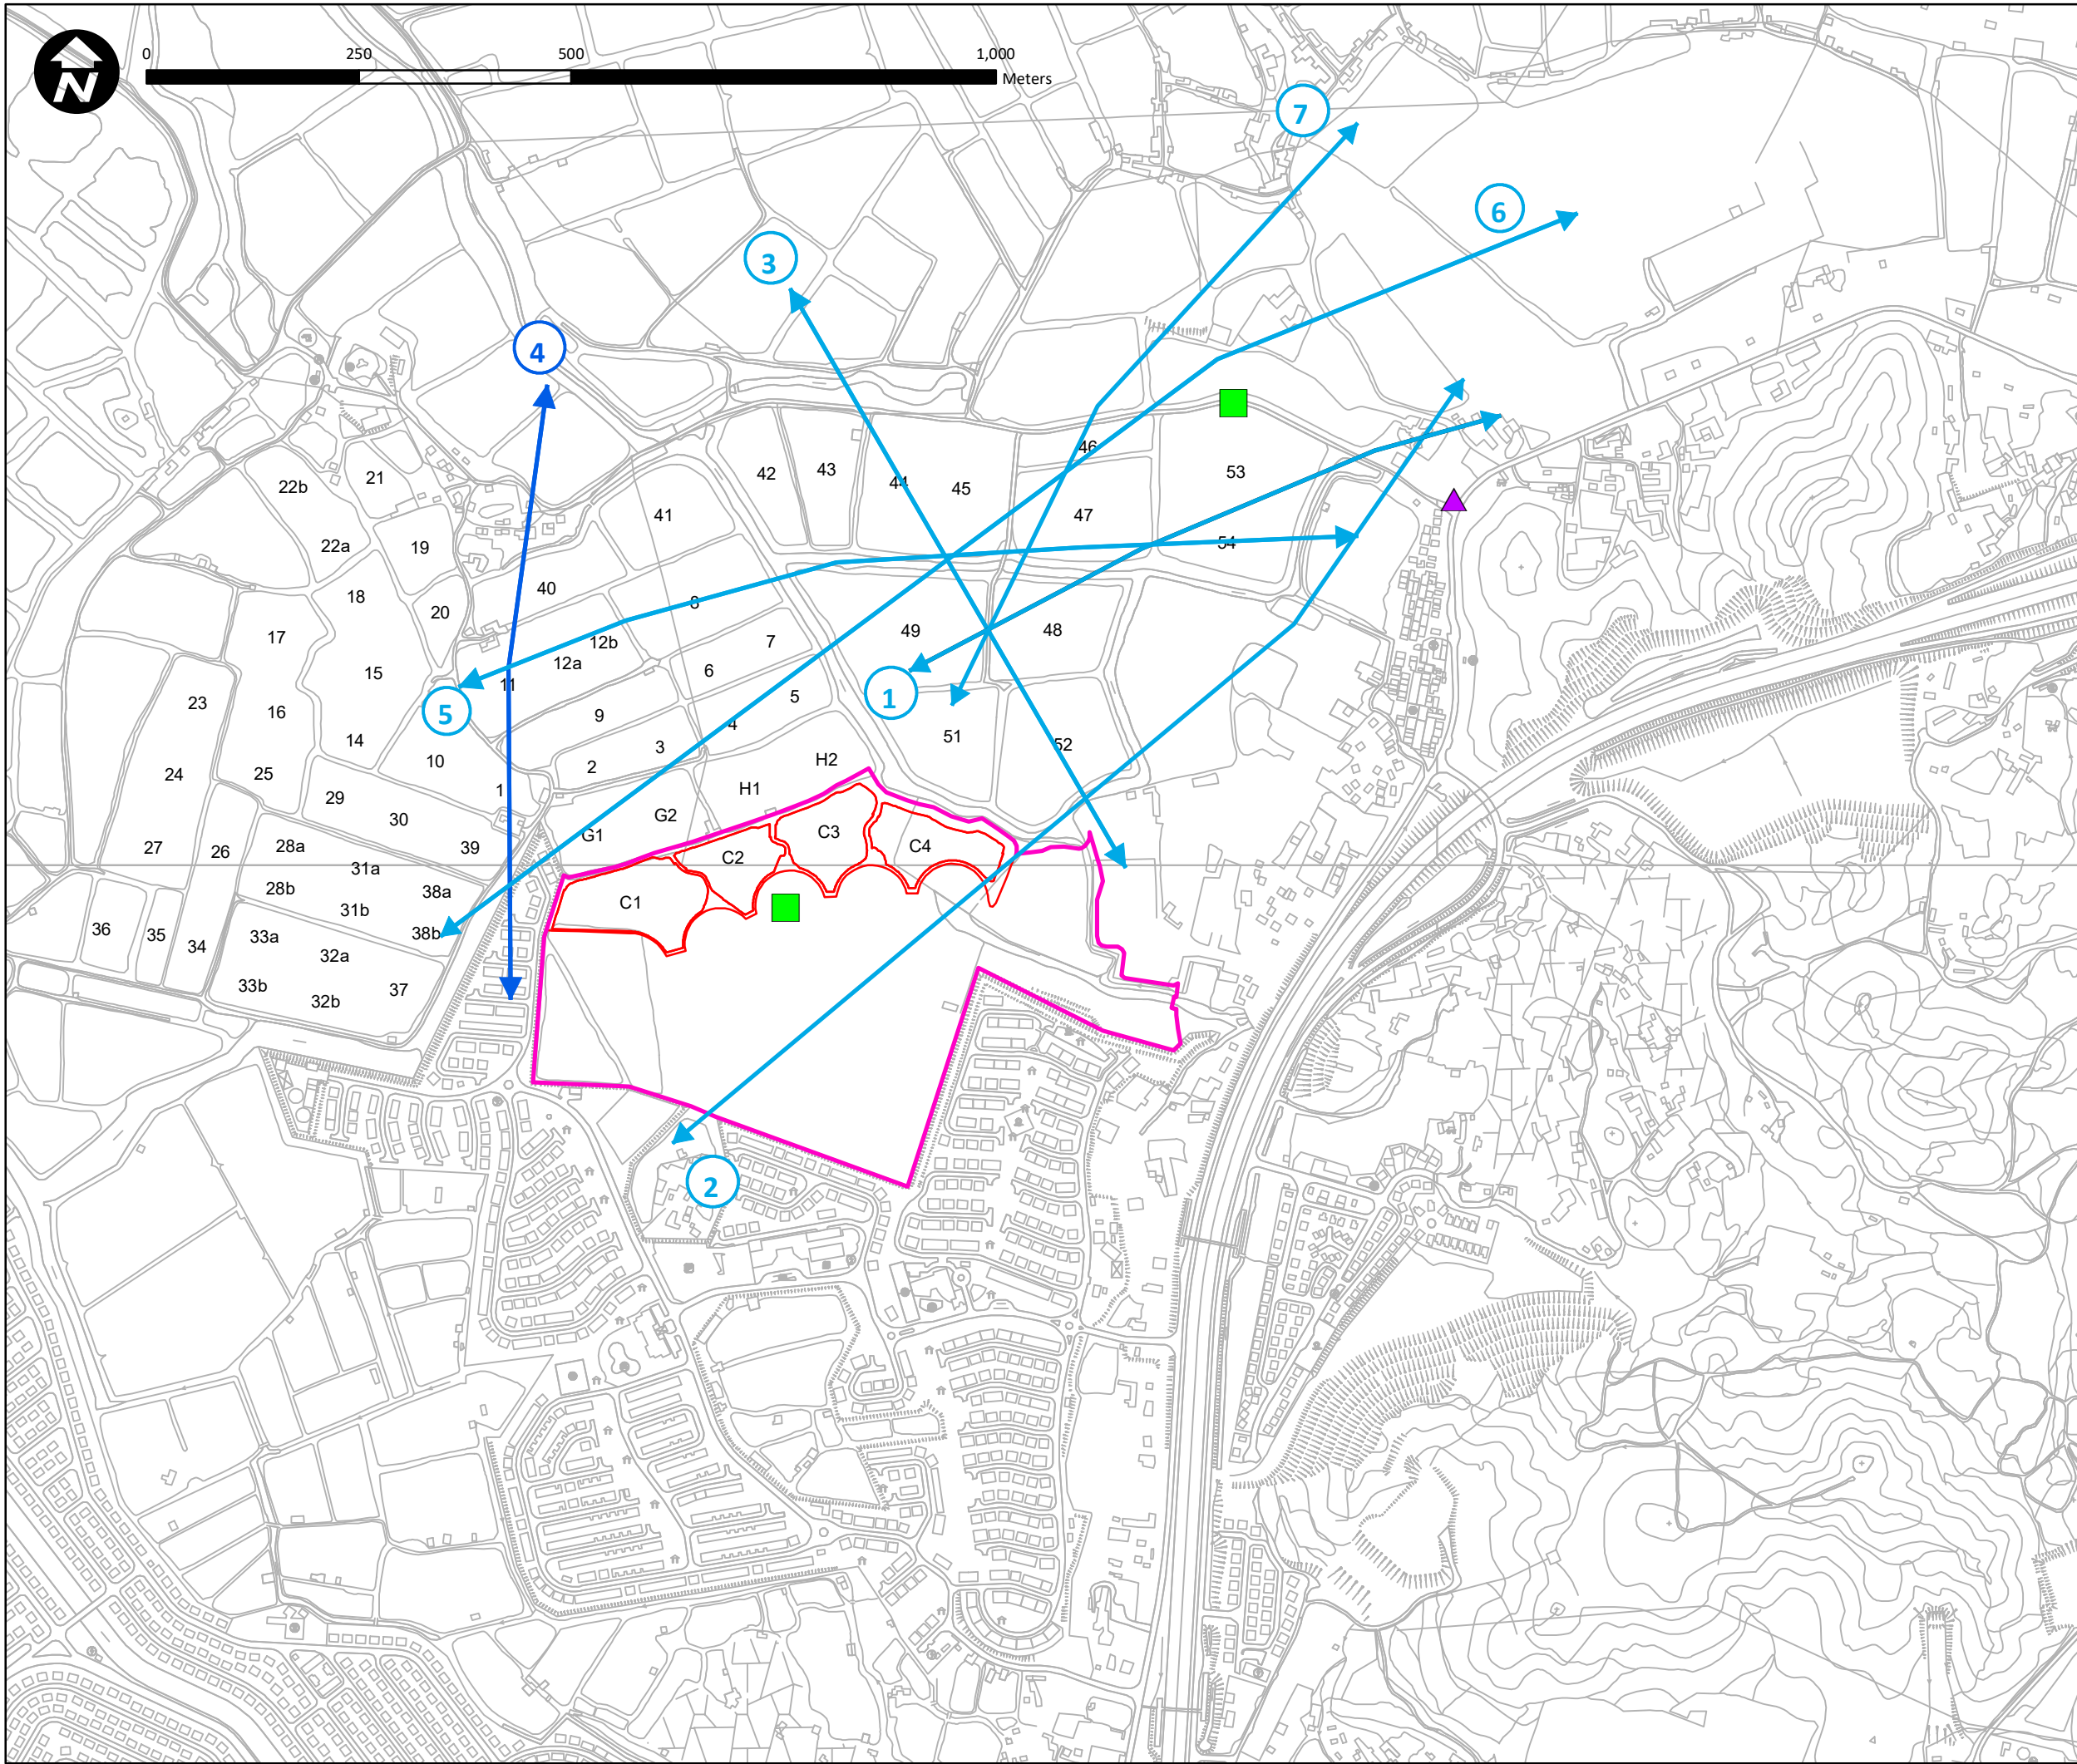 N
0 250 500 1,000
Meters
7
6
3
4
46
42 43 44 45 53
21
22b
41 47
22a 19 54
40
18 20 8
49 48
17 12b 7
12a
15 11 6
23 5 1
5
16 9 4
14 51
3 52
10 H2
24 25 2
29 1 H1
30 G2
G1 C3
27 26 28a 39 C4
31a C2
28b 38a
31b C1
36 35 38b
34 33a
32a
33b 37
32b
2